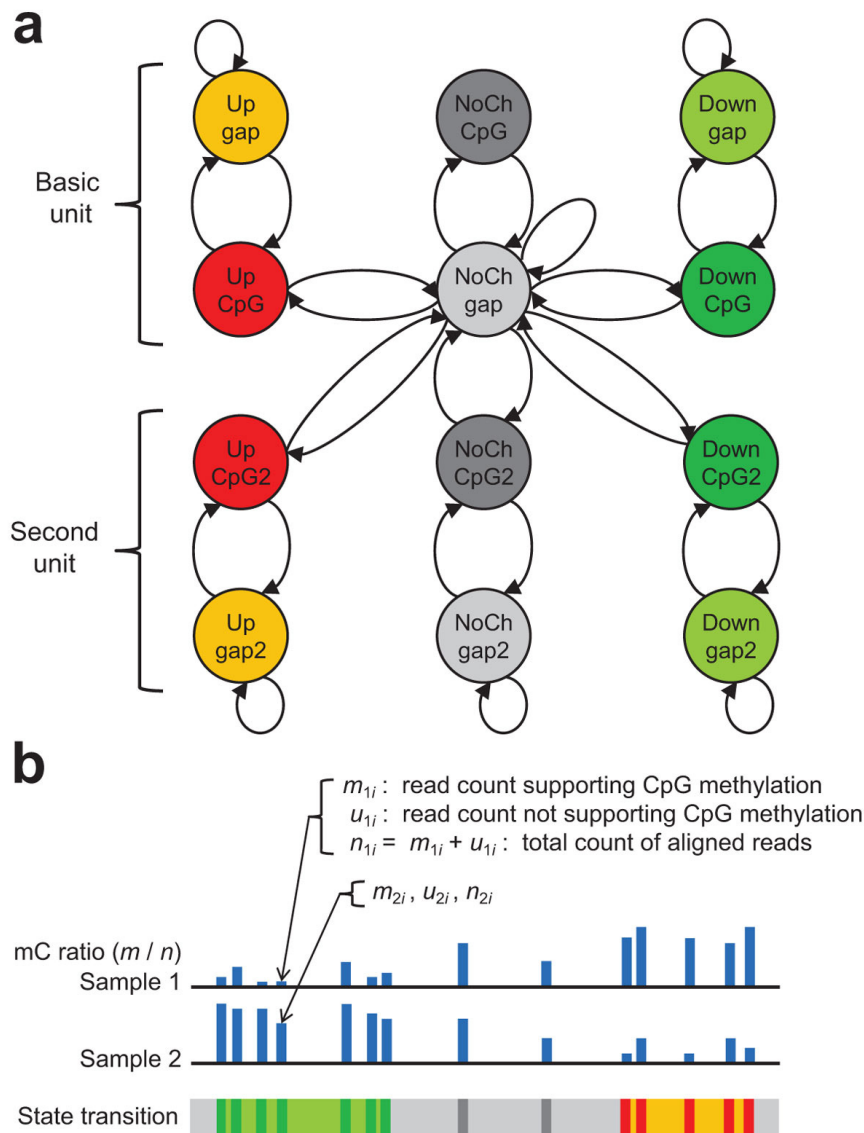 a
Up
gap
NoCh
CpG
Down
gap
Basic
unit
Up
CpG
NoCh
gap
Down
CpG
Up
CpG2
NoCh
CpG2
Down
CpG2
Second
unit
Up
gap2
NoCh
gap2
Down
gap2
b
m1i : read count supporting CpG methylation
u1i : read count not supporting CpG methylation
n1i = m1i + u1i : total count of aligned reads
m2i , u2i , n2i
mC ratio (m / n)
Sample 1
Sample 2
State transition